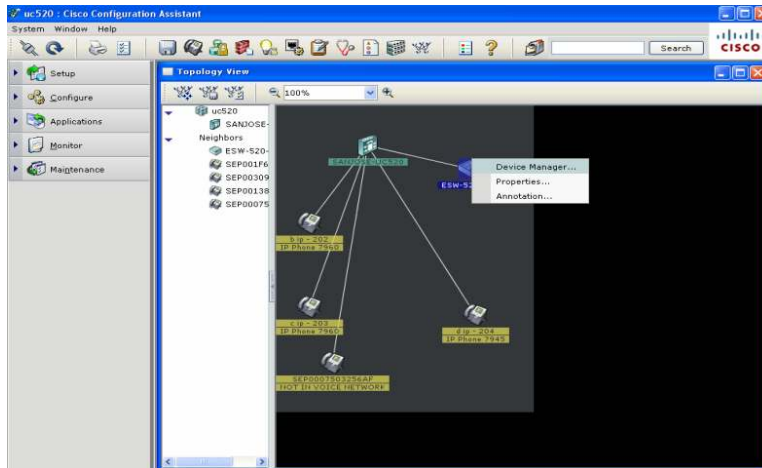 uc520 : Cisco Configuration Assistant
System Window Help
Search
CISCO
Setup
Configure
Applications
Monitor
Maintenance
Topology View
100%
uc520
SANJOSE-
Neighbors
ESW-520-
SEP001F6
SEP00309
SEP00138
SEP00075
SANJOSE-UC520
ESW-52
Device Manager...
Properties...
Annotation...
b ip - 202
IP Phone 7960
c ip - 203
IP Phone 7960
d ip - 204
IP Phone 7945
SEP0007503256AF
NOT IN VOICE NETWORK